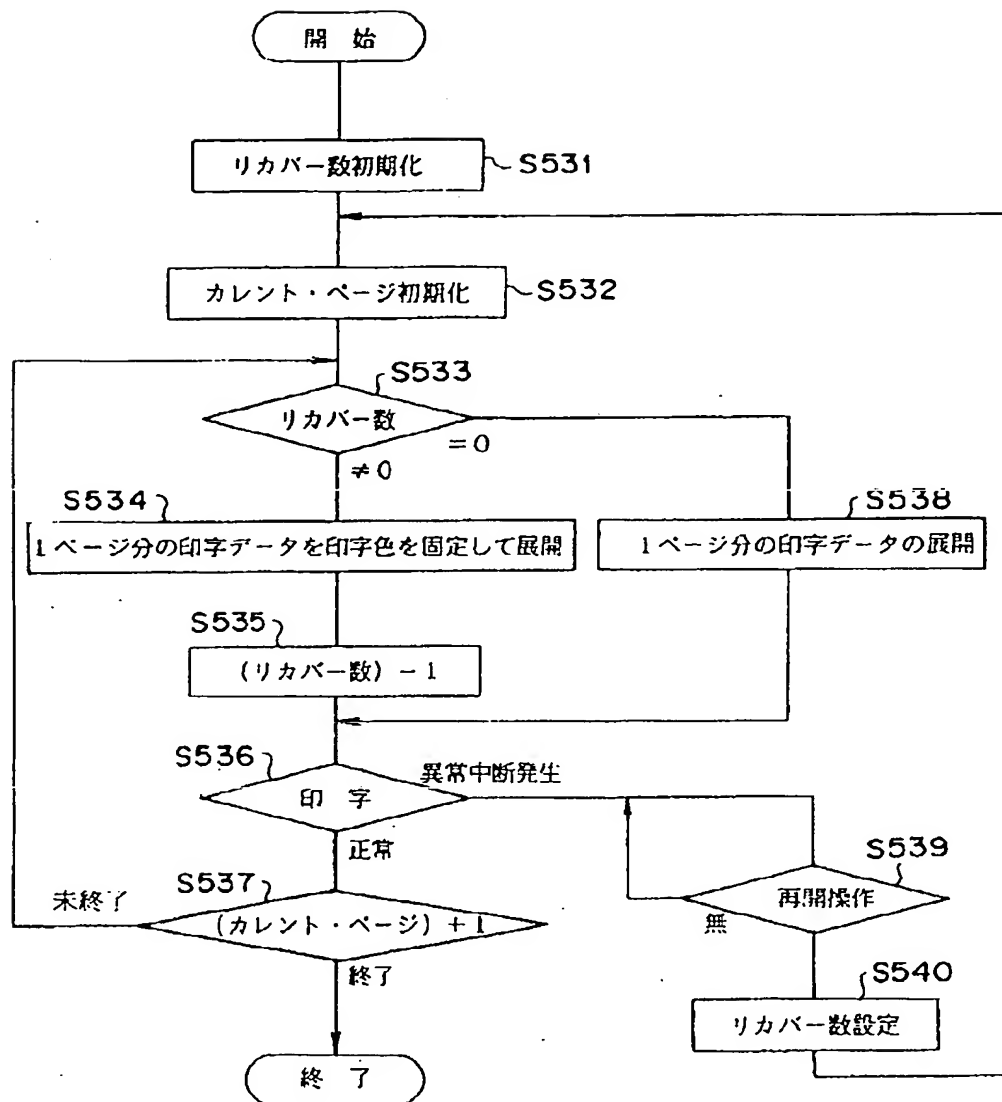 開始
リカバー数初期化
S531
カレント・ページ初期化
S532
S533
リカバー数
=0
≠0
S534
1ページ分の印字データを印字色を固定して展開
S538
1ページ分の印字データの展開
S535
(リカバー数)-1
S536
印字
異常中断発生
正常
S537
未終了
(カレント・ページ)+1
終了
S539
再開操作
無
S540
リカバー数設定
終了